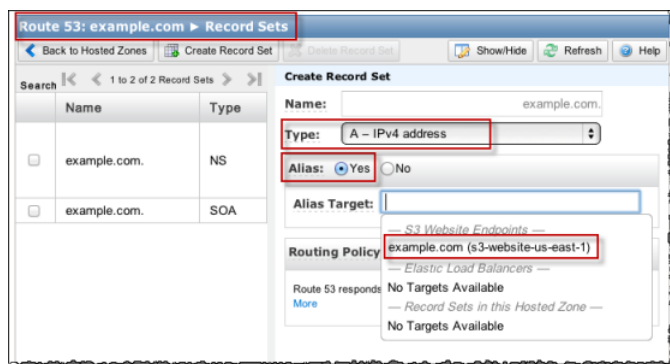 Route 53: example.com ► Record Sets
Back to Hosted Zones Create Record Set Delete Record Set Show/Hide Refresh Help
Search 1 to 2 of 2 Record Sets
Name Type
example.com. NS
example.com. SOA
Create Record Set
Name: example.com.
Type: A – IPv4 address
Alias: Yes No
Alias Target:
— S3 Website Endpoints —
example.com (s3-website-us-east-1)
— Elastic Load Balancers —
No Targets Available
— Record Sets in this Hosted Zone —
No Targets Available
Routing Policy
Route 53 responds
More